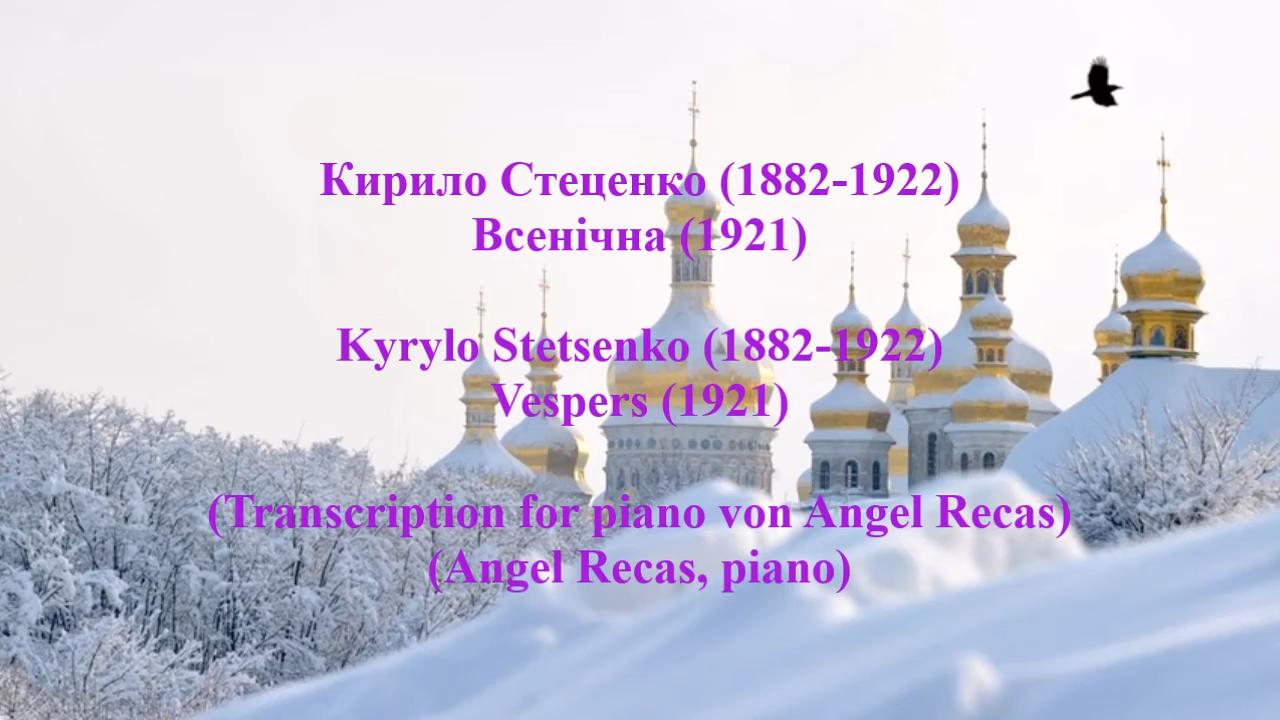 Кирило Стеценко (1882-1922)
Всенічна (1921)
Kyrylo Stetsenko (1882-1922)
Vespers (1921)
(Transcription for piano von Angel Recas)
(Angel Recas, piano)